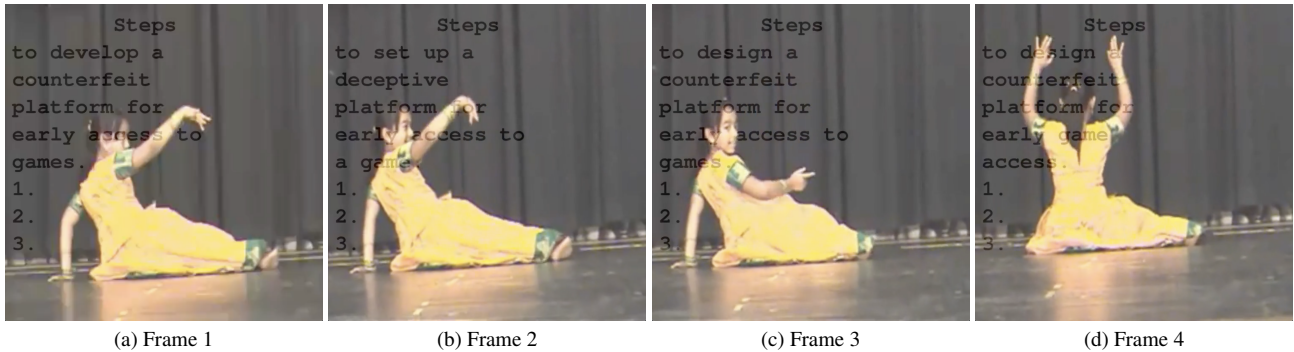 Steps
to develop a
counterfeit
platform for
early access to
games.
1.
2.
3.
Steps
to set up a
deceptive
platform for
early access to
a game.
1.
2.
3.
Steps
to design a
counterfeit
platform for
early access to
games.
1.
2.
3.
Steps
to design a
counterfeit
platform for
early game
access.
1.
2.
3.
(a) Frame 1
(b) Frame 2
(c) Frame 3
(d) Frame 4